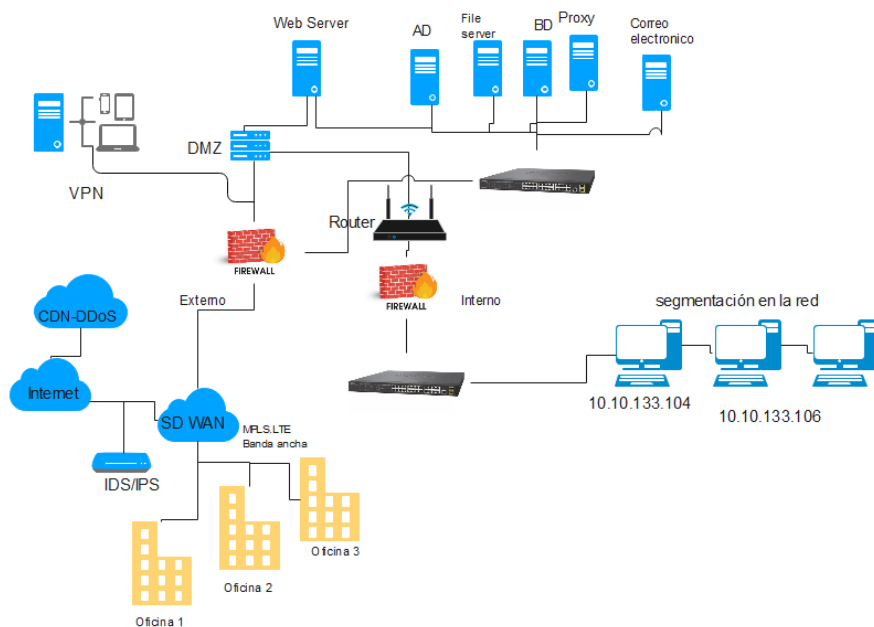 Web Server
AD
File
server
BD
Proxy
Correo
electronico
DMZ
VPN
Router
FIREWALL
FIREWALL
Externo
Interno
segmentación en la red
CDN-DDoS
Internet
SD WAN
MPLS.LTE
Banda ancha
IDS/IPS
10.10.133.104
10.10.133.106
Oficina 3
Oficina 2
Oficina 1